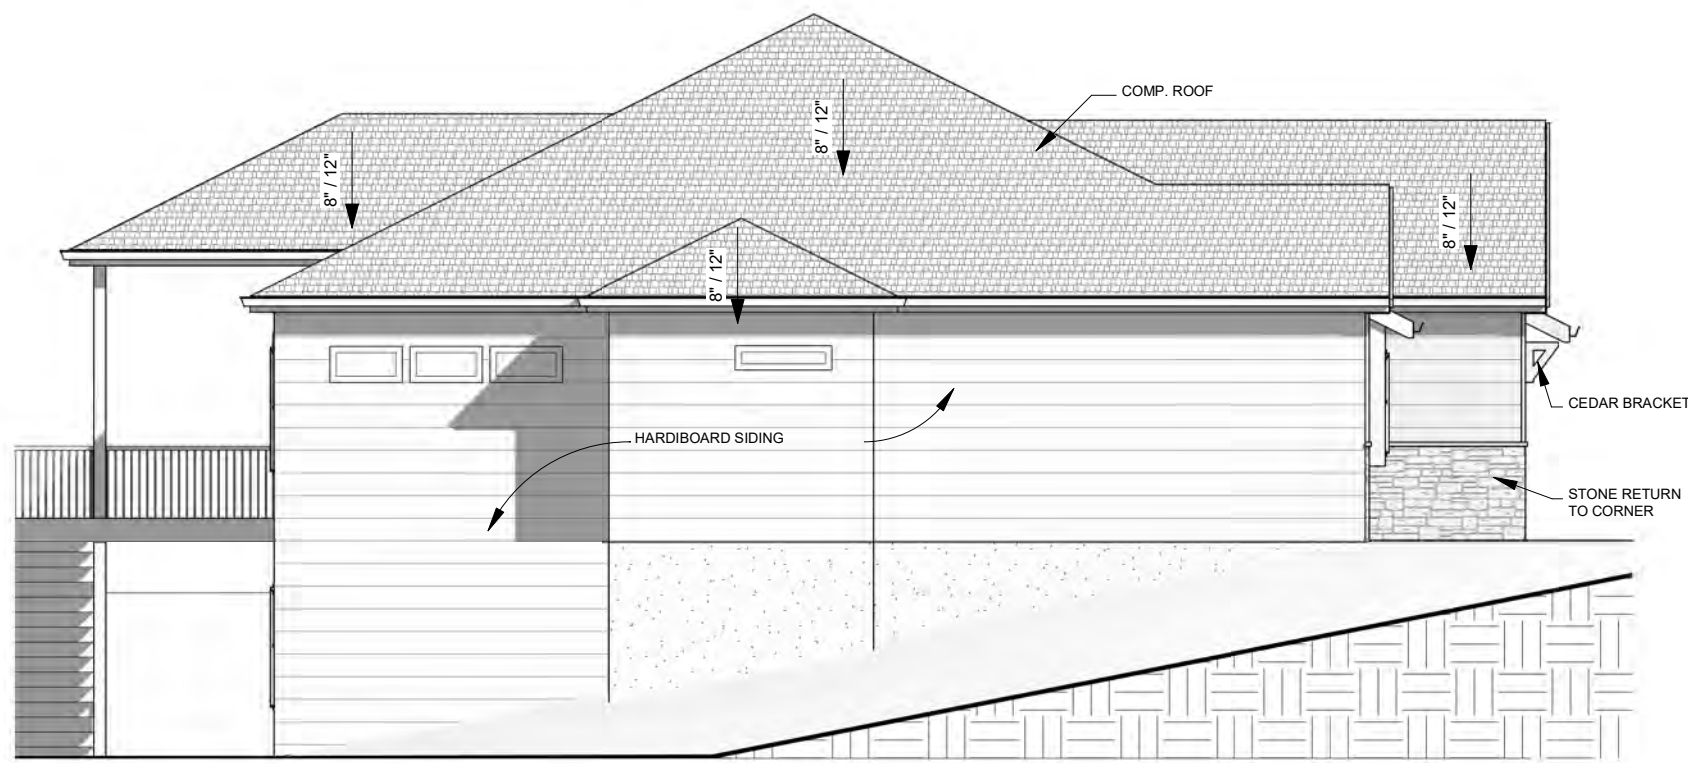 COMP. ROOF
8" / 12"
8" / 12"
8" / 12"
8" / 12"
CEDAR BRACKET
HARDIBOARD SIDING
STONE RETURN
TO CORNER